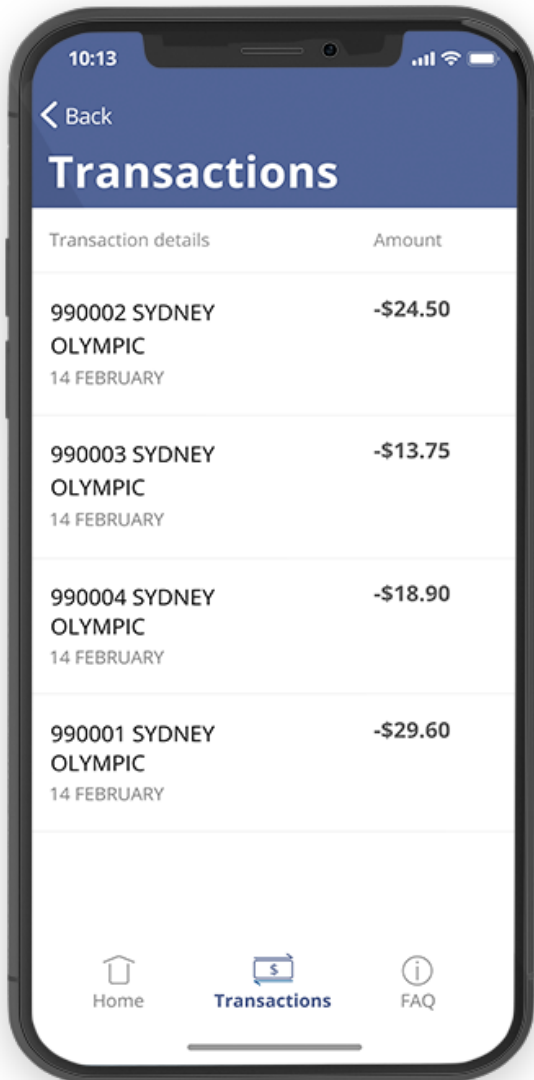 10:13
Back
Transactions
Transaction details Amount
990002 SYDNEY -$24.50
OLYMPIC
14 FEBRUARY
990003 SYDNEY -$13.75
OLYMPIC
14 FEBRUARY
990004 SYDNEY -$18.90
OLYMPIC
14 FEBRUARY
990001 SYDNEY -$29.60
OLYMPIC
14 FEBRUARY
$
Home Transactions FAQ